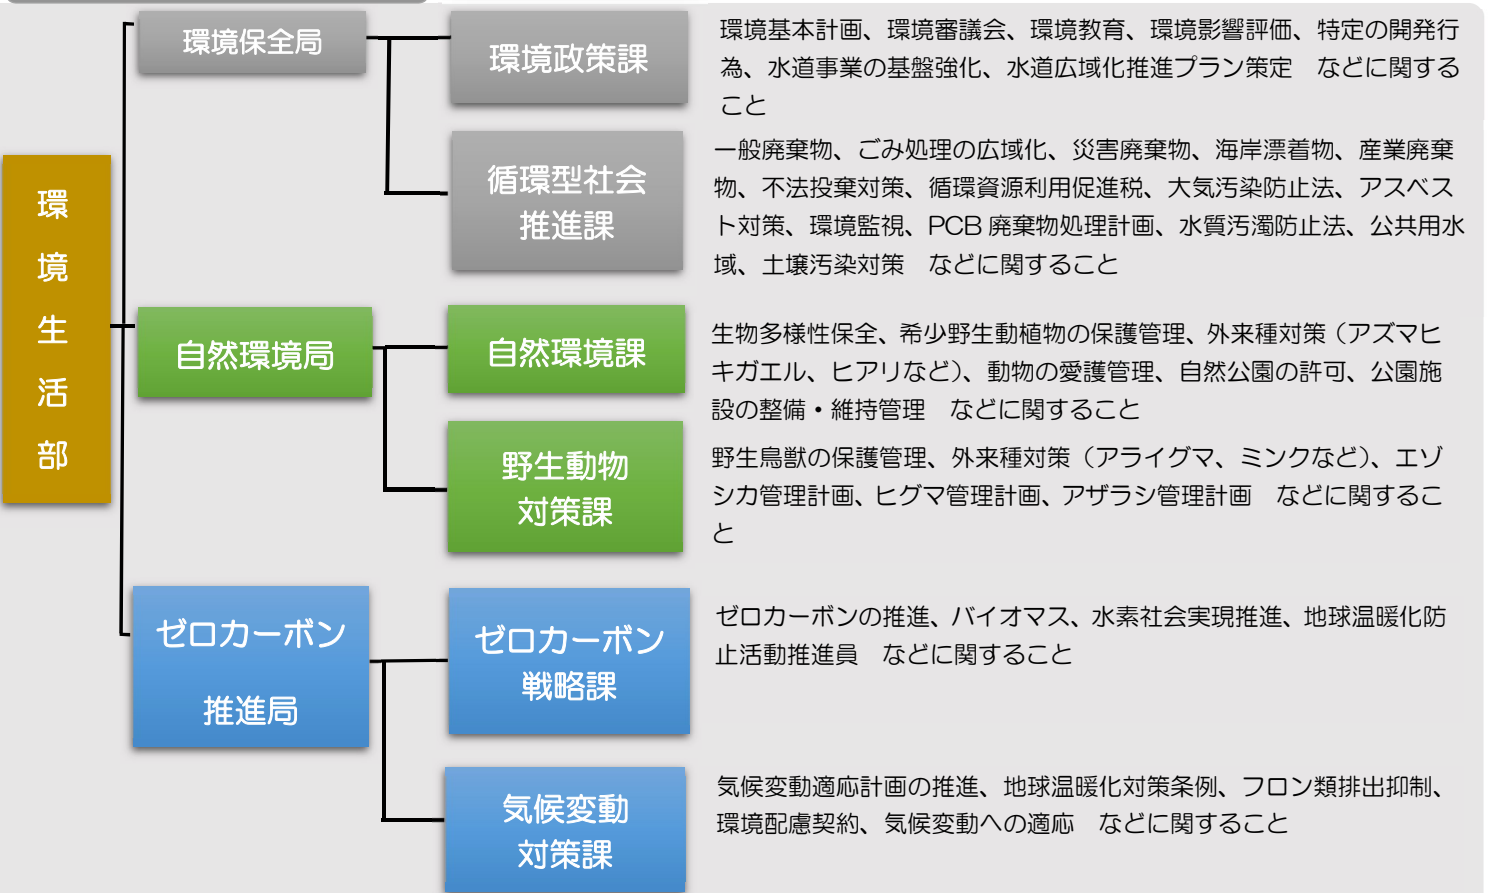 環境生活部
環境保全局
環境政策課
環境基本計画、環境審議会、環境教育、環境影響評価、特定の開発行
為、水道事業の基盤強化、水道広域化推進プラン策定　などに関する
こと
循環型社会
推進課
一般廃棄物、ごみ処理の広域化、災害廃棄物、海岸漂着物、産業廃棄
物、不法投棄対策、循環資源利用促進税、大気汚染防止法、アスベス
ト対策、環境監視、PCB 廃棄物処理計画、水質汚濁防止法、公共用水
域、土壌汚染対策　などに関すること
自然環境局
自然環境課
生物多様性保全、希少野生動植物の保護管理、外来種対策（アズマヒ
キガエル、ヒアリなど）、動物の愛護管理、自然公園の許可、公園施
設の整備・維持管理　などに関すること
野生動物
対策課
野生鳥獣の保護管理、外来種対策（アライグマ、ミンクなど）、エゾ
シカ管理計画、ヒグマ管理計画、アザラシ管理計画　などに関するこ
と
ゼロカーボン
推進局
ゼロカーボン
戦略課
ゼロカーボンの推進、バイオマス、水素社会実現推進、地球温暖化防
止活動推進員　などに関すること
気候変動
対策課
気候変動適応計画の推進、地球温暖化対策条例、フロン類排出抑制、
環境配慮契約、気候変動への適応　などに関すること